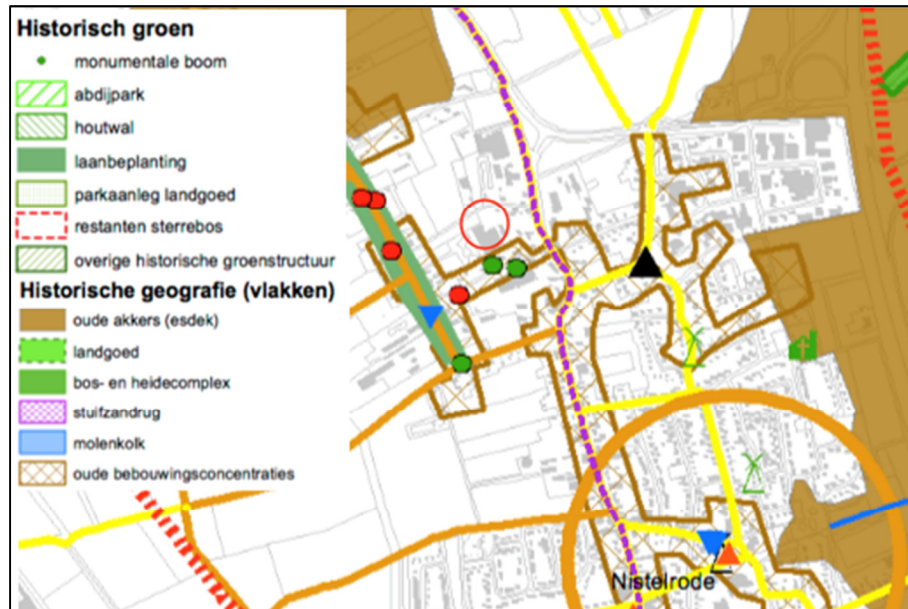 Historisch groen
monumentale boom
abdijpark
houtwal
laanbeplanting
parkaanleg landgoed
restanten sterrebos
overige historische groenstructuur
Historische geografie (vlakken)
oude akkers (esdek)
landgoed
bos- en heidecomplex
stuifzandrug
molenkolk
oude bebouwingsconcentraties
Nistelrode